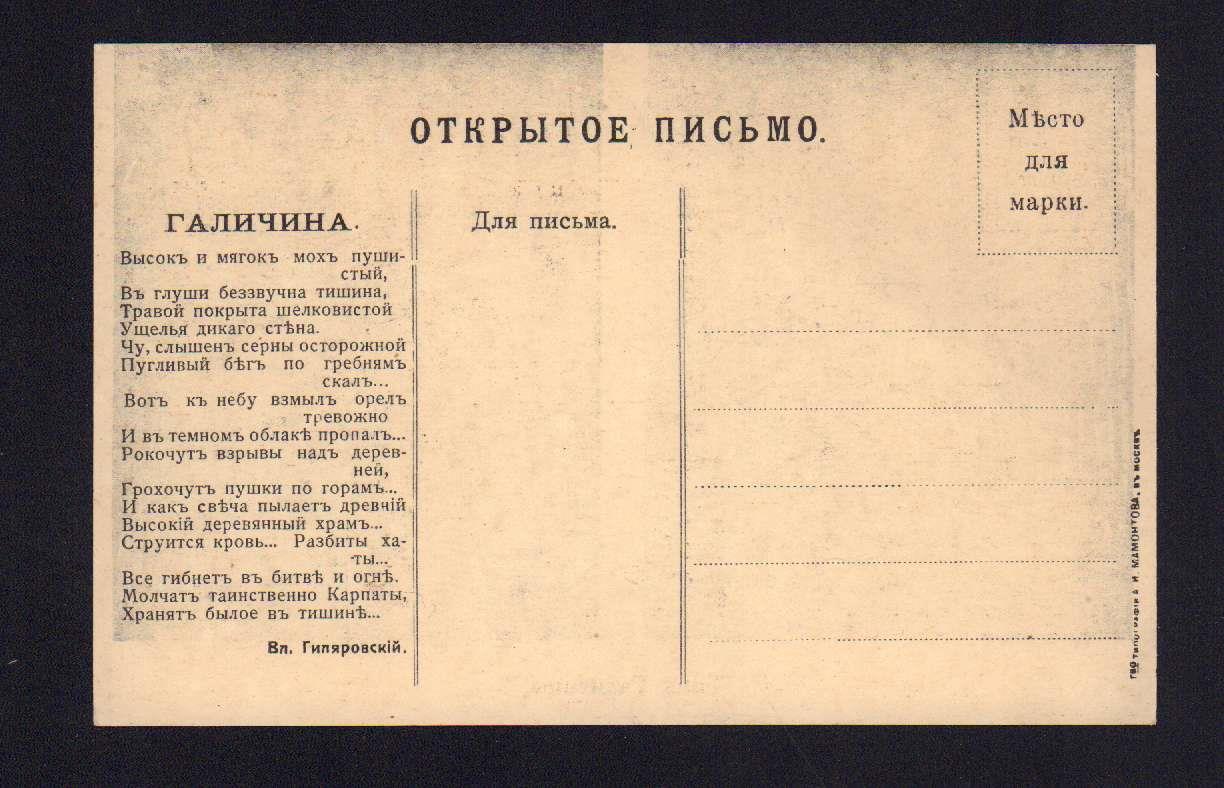 ОТКРЫТОЕ ПИСЬМО.
Мѣсто
для
марки.
ГАЛИЧИНА.
Высокъ и мягокъ мохъ пуши-
стый,
Въ глуши беззвучна тишина,
Травой покрыта шелковистой
Ущелья дикаго стѣна.
Чу, слышенъ серны осторожной
Пугливый бѣгъ по гребнямъ
скалъ...
Вотъ къ небу взмылъ орелъ
тревожно
И въ темномъ облакѣ пропалъ...
Рокочутъ взрывы надъ дерев-
ней,
Грохочутъ пушки по горамъ...
И какъ свѣча пылаетъ древній
Высокій деревянный храмъ...
Струится кровь... Разбиты ха-
ты...
Все гибнетъ въ битвѣ и огнѣ.
Молчатъ таинственно Карпаты,
Хранятъ былое въ тишинѣ...
Вл. Гиляровскій.
Для письма.
Т-во типографіи А. И. МАМОНТОВА, въ МОСКВѢ